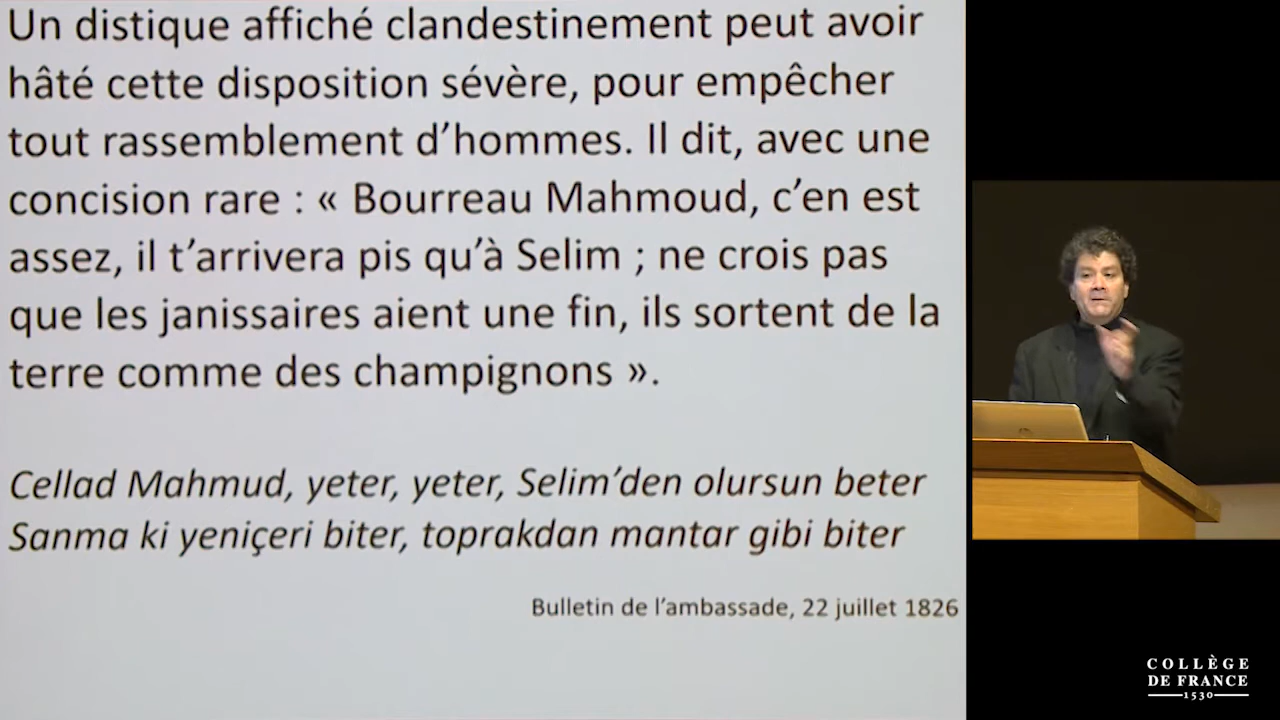 Un distique affiché clandestinement peut avoir
hâté cette disposition sévère, pour empêcher
tout rassemblement d’hommes. Il dit, avec une
concision rare : « Bourreau Mahmoud, c’en est
assez, il t’arrivera pis qu’à Selim ; ne crois pas
que les janissaires aient une fin, ils sortent de la
terre comme des champignons ».
Cellad Mahmud, yeter, yeter, Selim’den olursun beter
Sanma ki yeniçeri biter, toprakdan mantar gibi biter
Bulletin de l’ambassade, 22 juillet 1826
COLLÈGE
DE FRANCE
1530